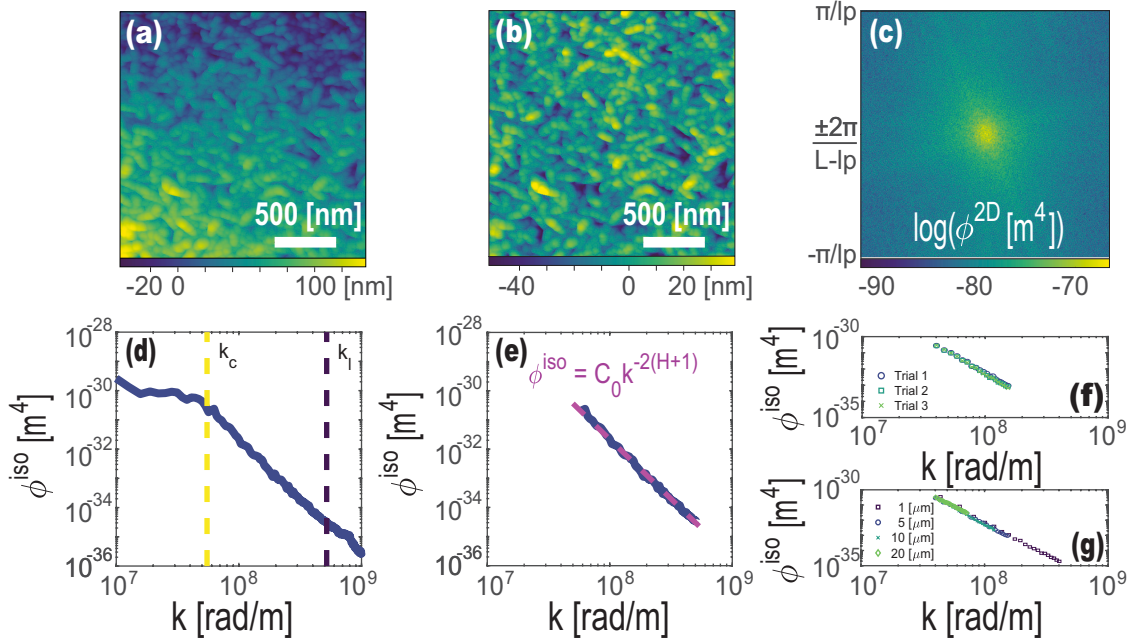 (a)
500 [nm]
-20 0 100 [nm]
(b)
500 [nm]
-40 0 20 [nm]
(c)
π/lp
±2π
L-lp
-π/lp
log(ϕ^2D [m^4])
-90 -80 -70
(d)
k_c
k_l
10^-28
10^-30
10^-32
10^-34
10^-36
ϕ^iso [m^4]
10^7 10^8 10^9
k [rad/m]
(e)
ϕ^iso = C_0k^-2(H+1)
10^-28
10^-30
10^-32
10^-34
10^-36
ϕ^iso [m^4]
10^7 10^8 10^9
k [rad/m]
10^-30
10^-35
ϕ^iso [m^4]
Trial 1
Trial 2
Trial 3
(f)
10^7 10^8 10^9
k [rad/m]
10^-30
10^-35
ϕ^iso [m^4]
1 [μm]
5 [μm]
10 [μm]
20 [μm]
(g)
10^7 10^8 10^9
k [rad/m]